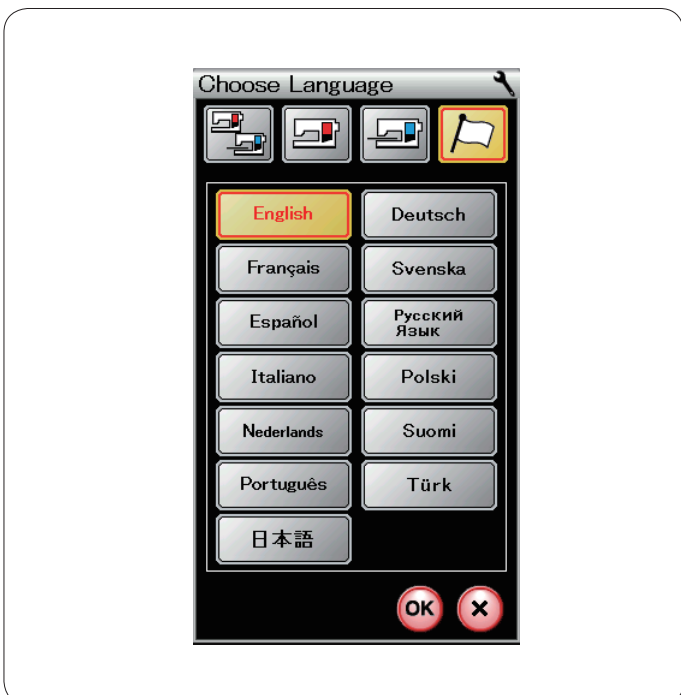 Choose Language
English
Deutsch
Français
Svenska
Español
Русский
Язык
Italiano
Polski
Nederlands
Suomi
Português
Türk
日本語
OK